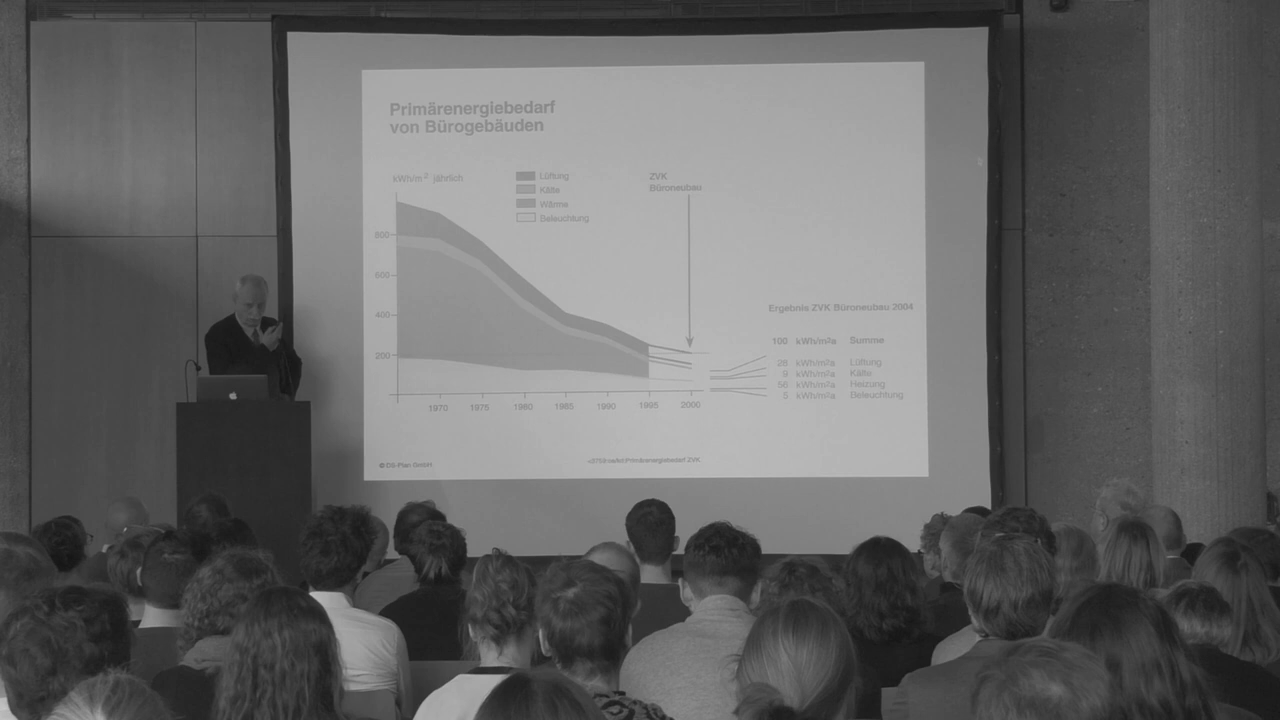 Primärenergiebedarf
von Bürogebäuden
kWh/m² jährlich
Lüftung
Kälte
Wärme
Beleuchtung
ZVK
Büroneubau
800
600
400
200
1970 1975 1980 1985 1990 1995 2000
Ergebnis ZVK Büroneubau 2004
100 kWh/m²a Summe
28 kWh/m²a Lüftung
9 kWh/m²a Kälte
56 kWh/m²a Heizung
5 kWh/m²a Beleuchtung
© DS-Plan GmbH
Primärenergiebedarf ZVK